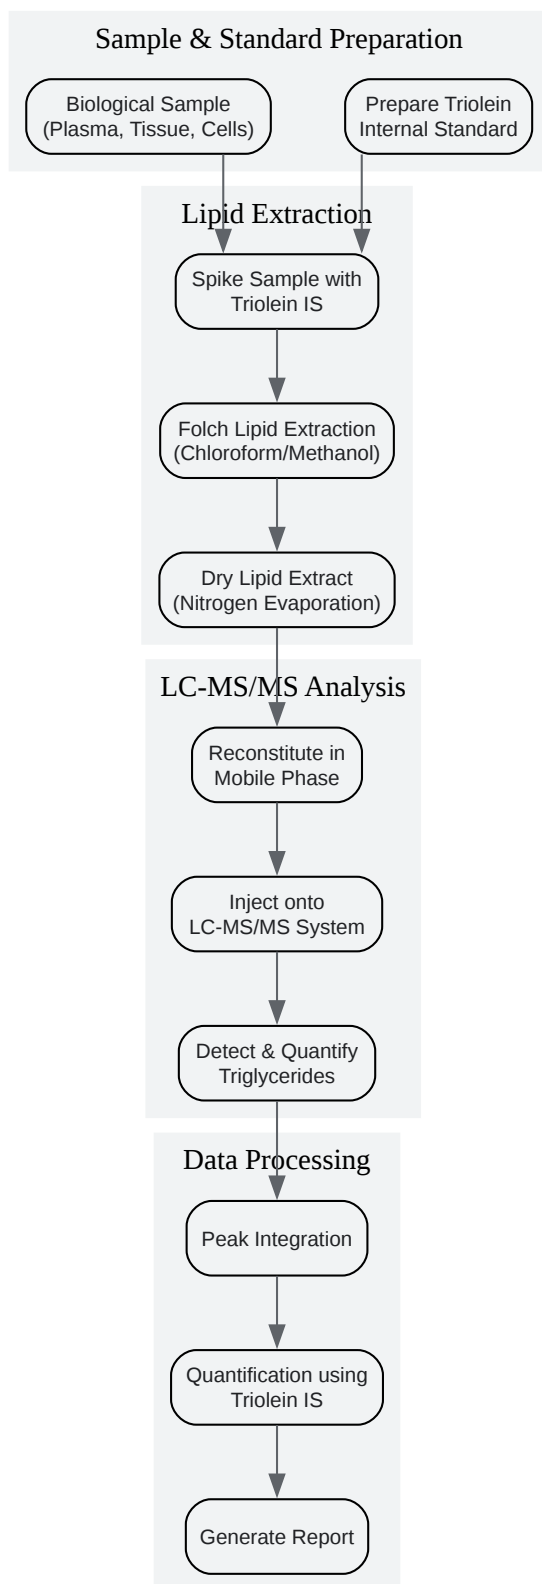 Sample & Standard Preparation
Biological Sample
(Plasma, Tissue, Cells)
Prepare Triolein
Internal Standard
Lipid Extraction
Spike Sample with
Triolein IS
Folch Lipid Extraction
(Chloroform/Methanol)
Dry Lipid Extract
(Nitrogen Evaporation)
LC-MS/MS Analysis
Reconstitute in
Mobile Phase
Inject onto
LC-MS/MS System
Detect & Quantify
Triglycerides
Data Processing
Peak Integration
Quantification using
Triolein IS
Generate Report